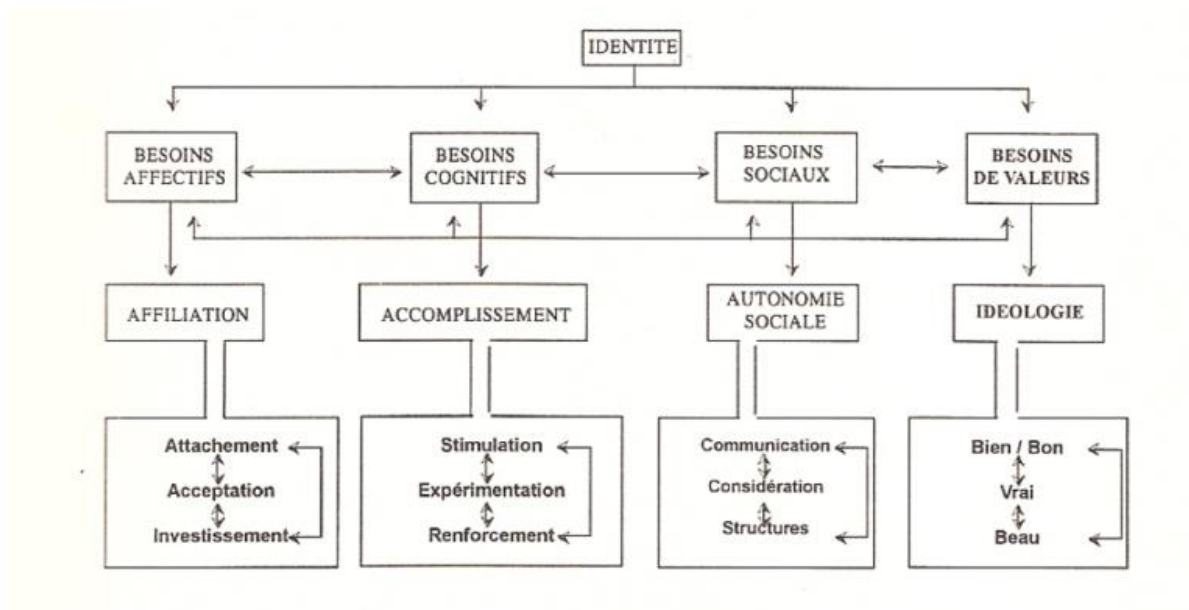 IDENTITE
BESOINS
AFFECTIFS
BESOINS
COGNITIFS
BESOINS
SOCIAUX
BESOINS
DE VALEURS
AFFILIATION
ACCOMPLISSEMENT
AUTONOMIE
SOCIALE
IDEOLOGIE
Attachement
Acceptation
Investissement
Stimulation
Expérimentation
Renforcement
Communication
Considération
Structures
Bien / Bon
Vrai
Beau